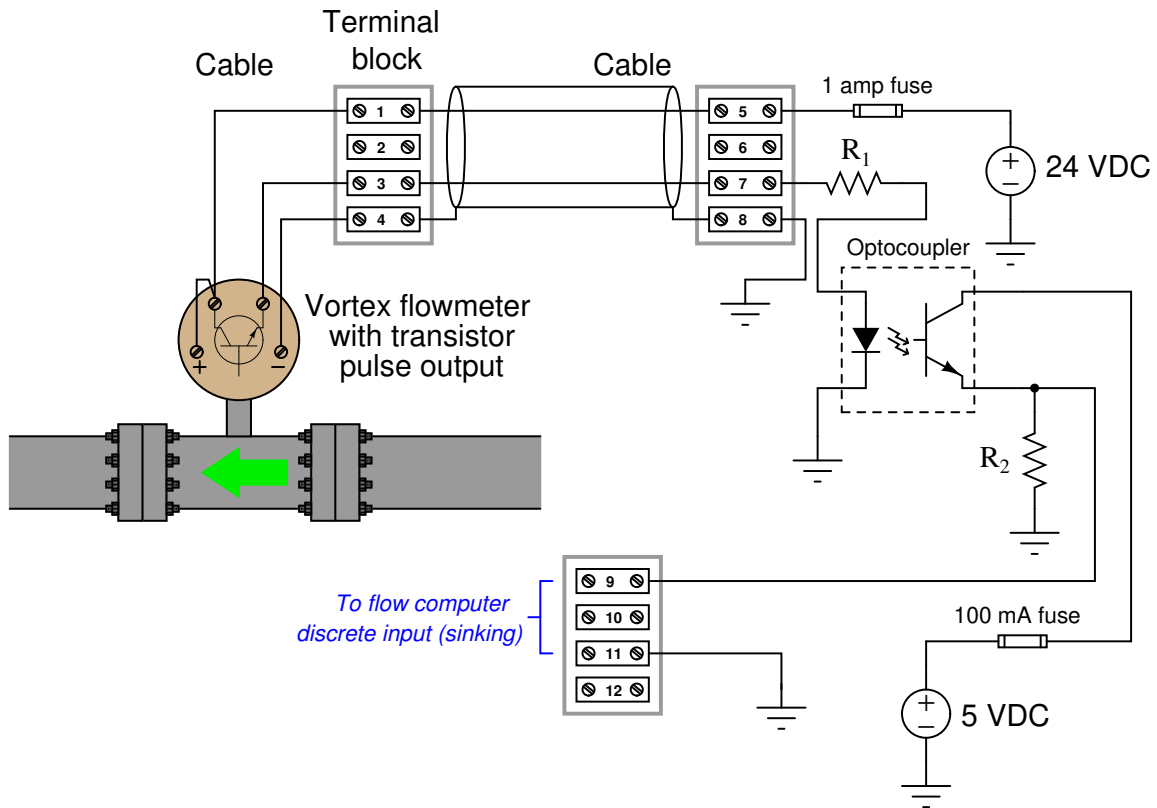 Terminal
block
Cable
Cable
1
2
3
4
5
6
7
8
1 amp fuse
R1
+
−
24 VDC
Optocoupler
+
−
Vortex flowmeter
with transistor
pulse output
R2
To flow computer
discrete input (sinking)
9
10
11
12
100 mA fuse
+
−
5 VDC